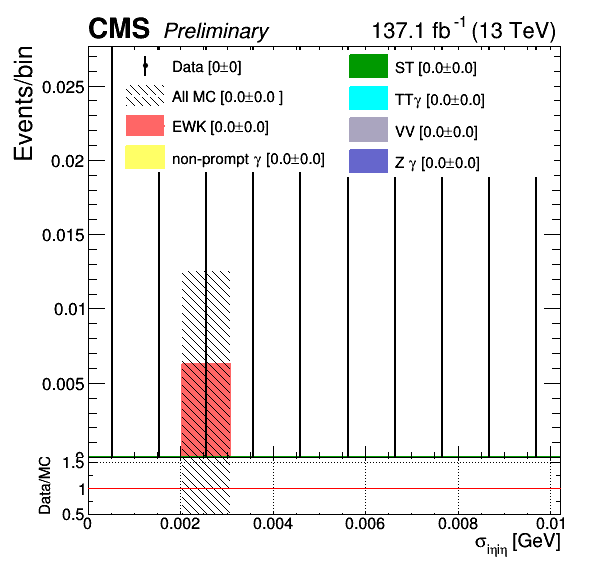 CMS Preliminary 137.1 fb⁻¹ (13 TeV)
Events/bin
0.025
0.02
0.015
0.01
0.005
0
Data [0±0]
All MC [0.0±0.0 ]
EWK [0.0±0.0]
non-prompt γ [0.0±0.0]
ST [0.0±0.0]
TTγ [0.0±0.0]
VV [0.0±0.0]
Z γ [0.0±0.0]
Data/MC
1.5
1
0.5
0 0.002 0.004 0.006 0.008 0.01
σ_iηiη [GeV]